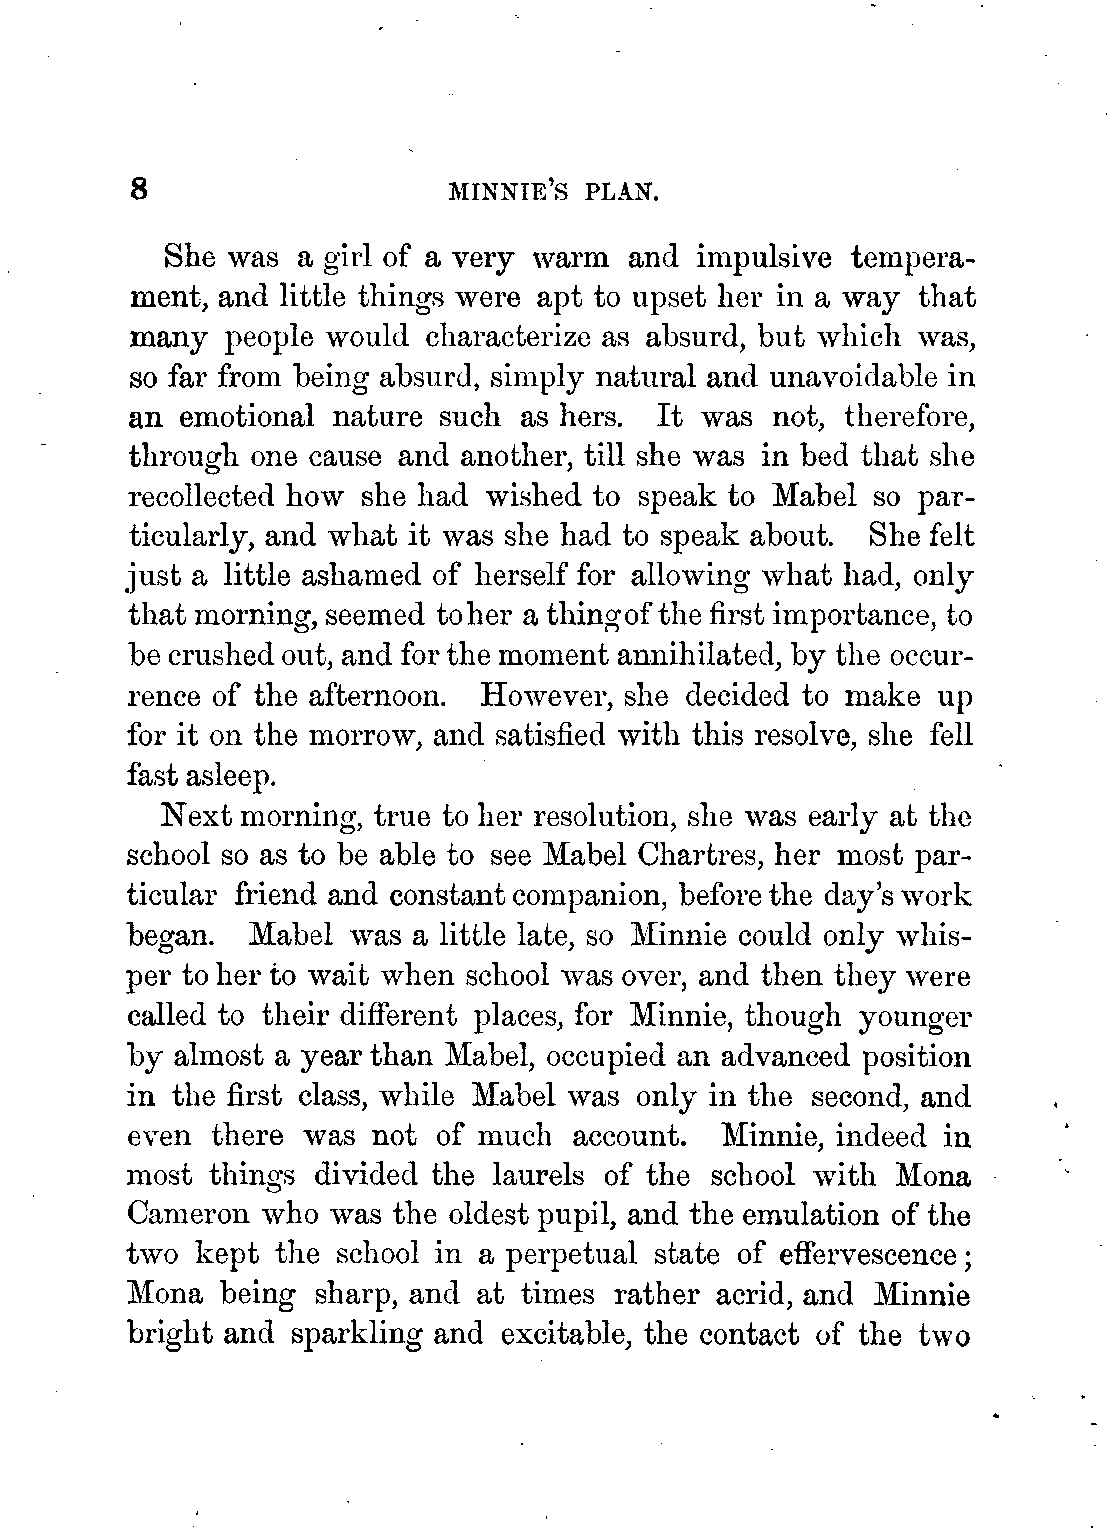 8 MINNIE'S PLAN.
She was a girl of a very warm and impulsive tempera-
ment, and little things were apt to upset her in a way that
many people would characterize as absurd, but which was,
so far from being absurd, simply natural and unavoidable in
an emotional nature such as hers. It was not, therefore,
through one cause and another, till she was in bed that she
recollected how she had wished to speak to Mabel so par-
ticularly, and what it was she had to speak about. She felt
just a little ashamed of herself for allowing what had, only
that morning, seemed toher a thingof the first importance, to
be crushed out, and for the moment annihilated, by the occur-
rence of the afternoon. However, she decided to make up
for it on the morrow, and satisfied with this resolve, she fell
fast asleep.
Next morning, true to her resolution, she was early at the
school so as to be able to see Mabel Chartres, her most par-
ticular friend and constant companion, before the day's work
began. Mabel was a little late, so Minnie could only whis-
per to her to wait when school was over, and then they were
called to their different places, for Minnie, though younger
by almost a year than Mabel, occupied an advanced position
in the first class, while Mabel was only in the second, and
even there was not of much account. Minnie, indeed in
most things divided the laurels of the school with Mona
Cameron who was the oldest pupil, and the emulation of the
two kept the school in a perpetual state of effervescence;
Mona being sharp, and at times rather acrid, and Minnie
bright and sparkling and excitable, the contact of the two